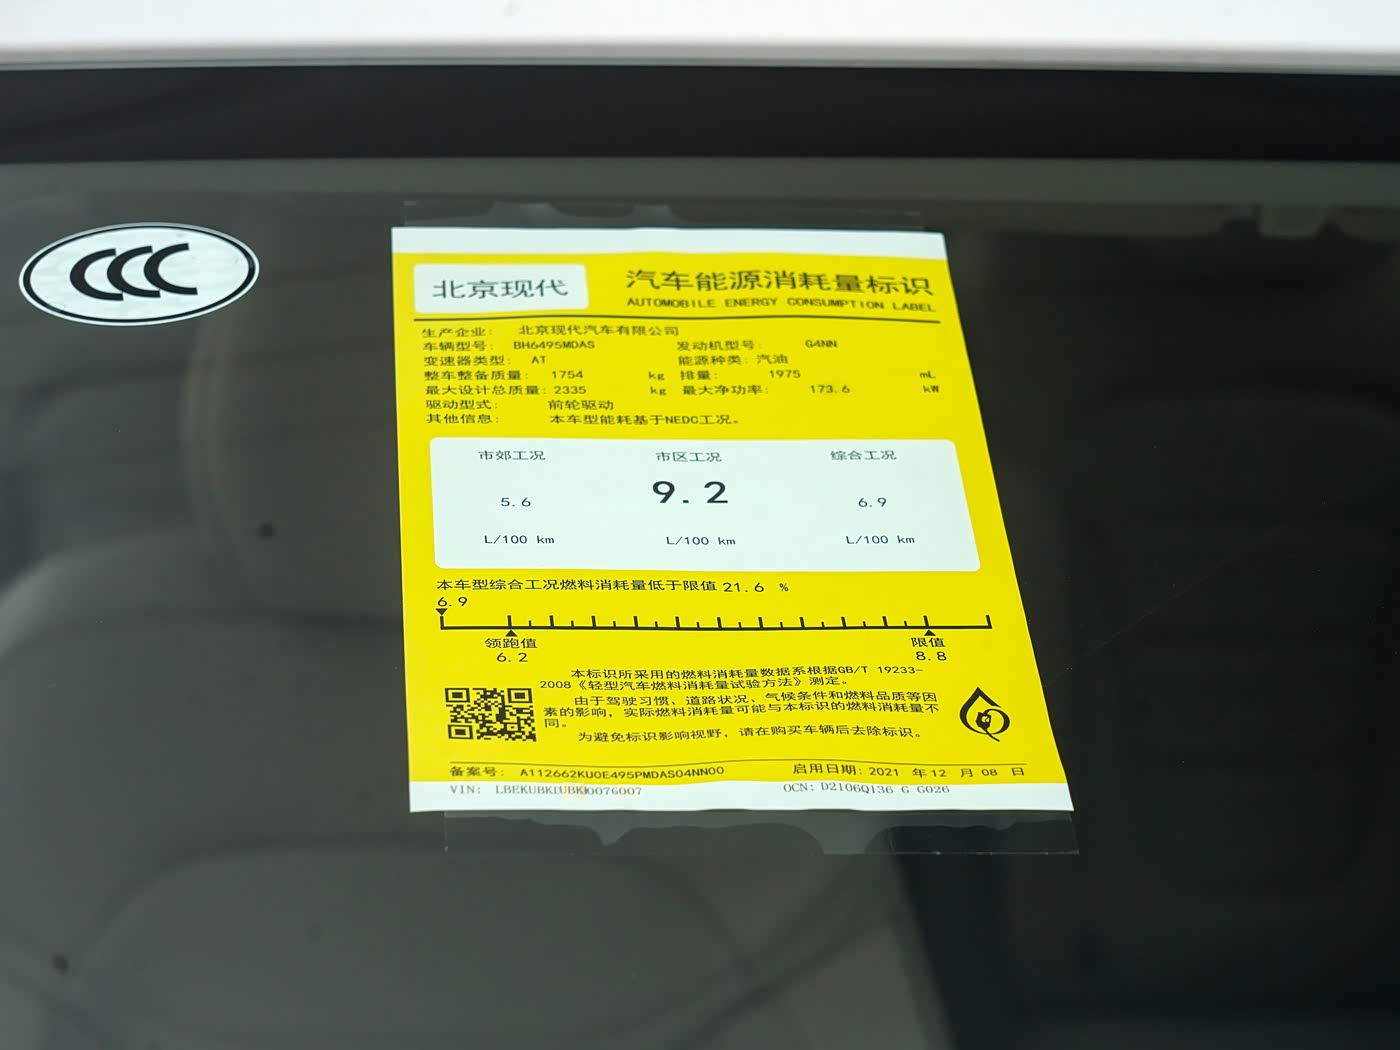 CCC
北京现代
汽车能源消耗量标识
AUTOMOBILE ENERGY CONSUMPTION LABEL
生产企业: 北京现代汽车有限公司
车辆型号: BH6495MDAS 发动机型号: G4NN
变速器类型: AT 能源种类: 汽油
整车整备质量: 1754 kg 排量: 1975 mL
最大设计总质量: 2335 kg 最大净功率: 173.6 kW
驱动型式: 前轮驱动
其他信息: 本车型能耗基于NEDC工况。
市郊工况 市区工况 综合工况
5.6 9.2 6.9
L/100 km L/100 km L/100 km
本车型综合工况燃料消耗量低于限值 21.6 %
6.9
领跑值 限值
6.2 8.8
本标识所采用的燃料消耗量数据系根据GB/T 19233-
2008《轻型汽车燃料消耗量试验方法》测定。
由于驾驶习惯、道路状况、气候条件和燃料品质等因
素的影响，实际燃料消耗量可能与本标识的燃料消耗量不
同。
为避免标识影响视野，请在购买车辆后去除标识。
备案号: A112662KU0E495PMDAS04NN00 启用日期: 2021 年 12 月 08 日
VIN: OCN: D2106Q136 G G026